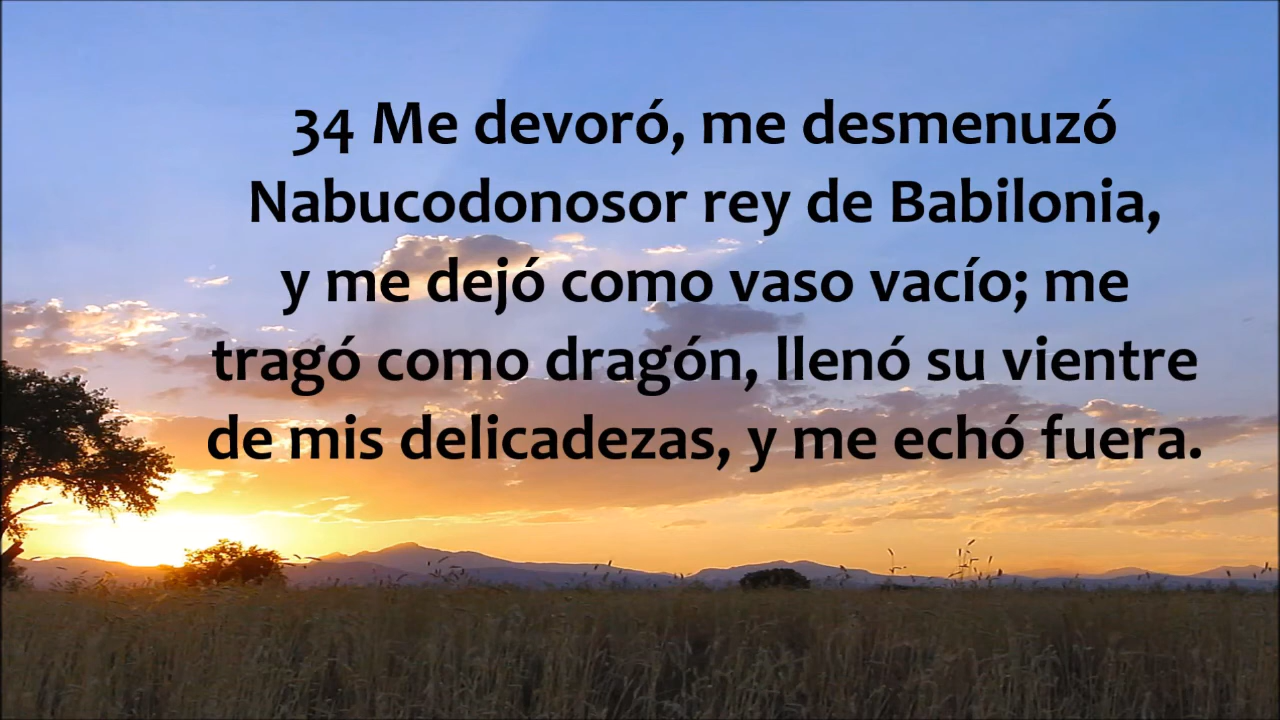 34 Me devoró, me desmenuzó
Nabucodonosor rey de Babilonia,
y me dejó como vaso vacío; me
tragó como dragón, llenó su vientre
de mis delicadezas, y me echó fuera.